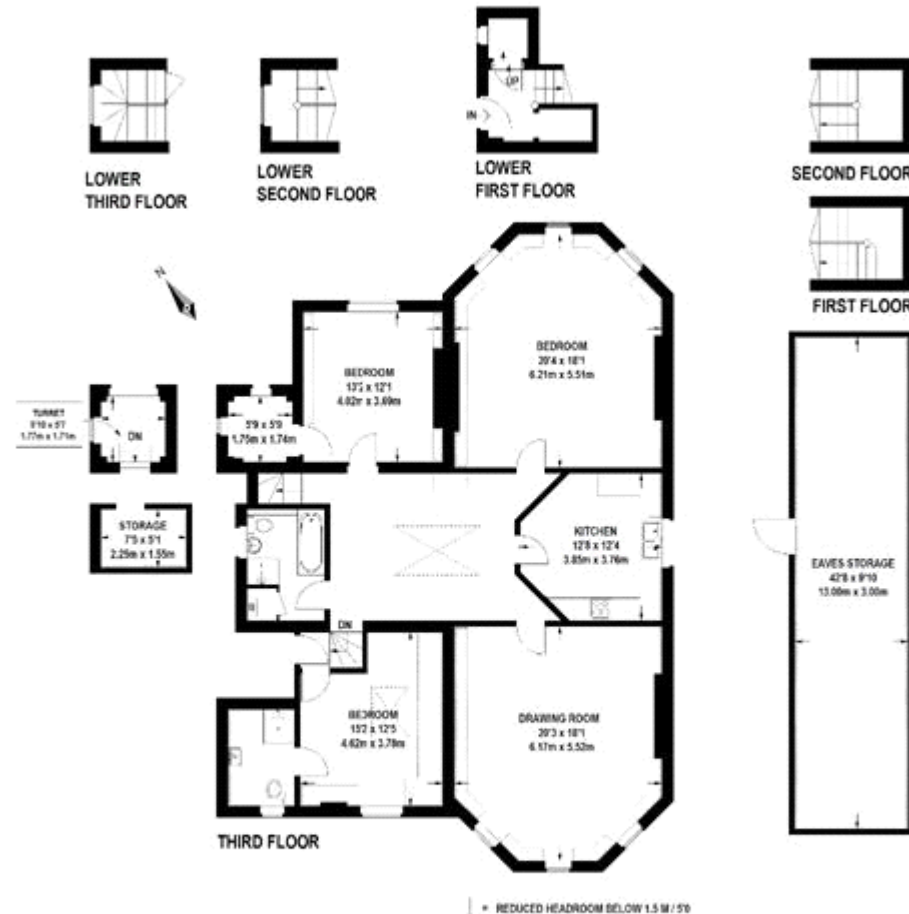 UP
IN
LOWER
THIRD FLOOR
LOWER
SECOND FLOOR
LOWER
FIRST FLOOR
SECOND FLOOR
FIRST FLOOR
N
BEDROOM
20'4 x 18'1
6.21m x 5.51m
BEDROOM
13'2 x 12'1
4.02m x 3.69m
TURRET
5'10 x 5'7
1.77m x 1.71m
DN
5'9 x 5'9
1.75m x 1.74m
STORAGE
7'5 x 5'1
2.25m x 1.55m
KITCHEN
12'8 x 12'4
3.85m x 3.76m
EAVES STORAGE
42'8 x 9'10
13.00m x 3.00m
DN
BEDROOM
15'2 x 12'5
4.62m x 3.78m
DRAWING ROOM
20'3 x 18'1
6.17m x 5.52m
THIRD FLOOR
= REDUCED HEADROOM BELOW 1.5 M / 5'0